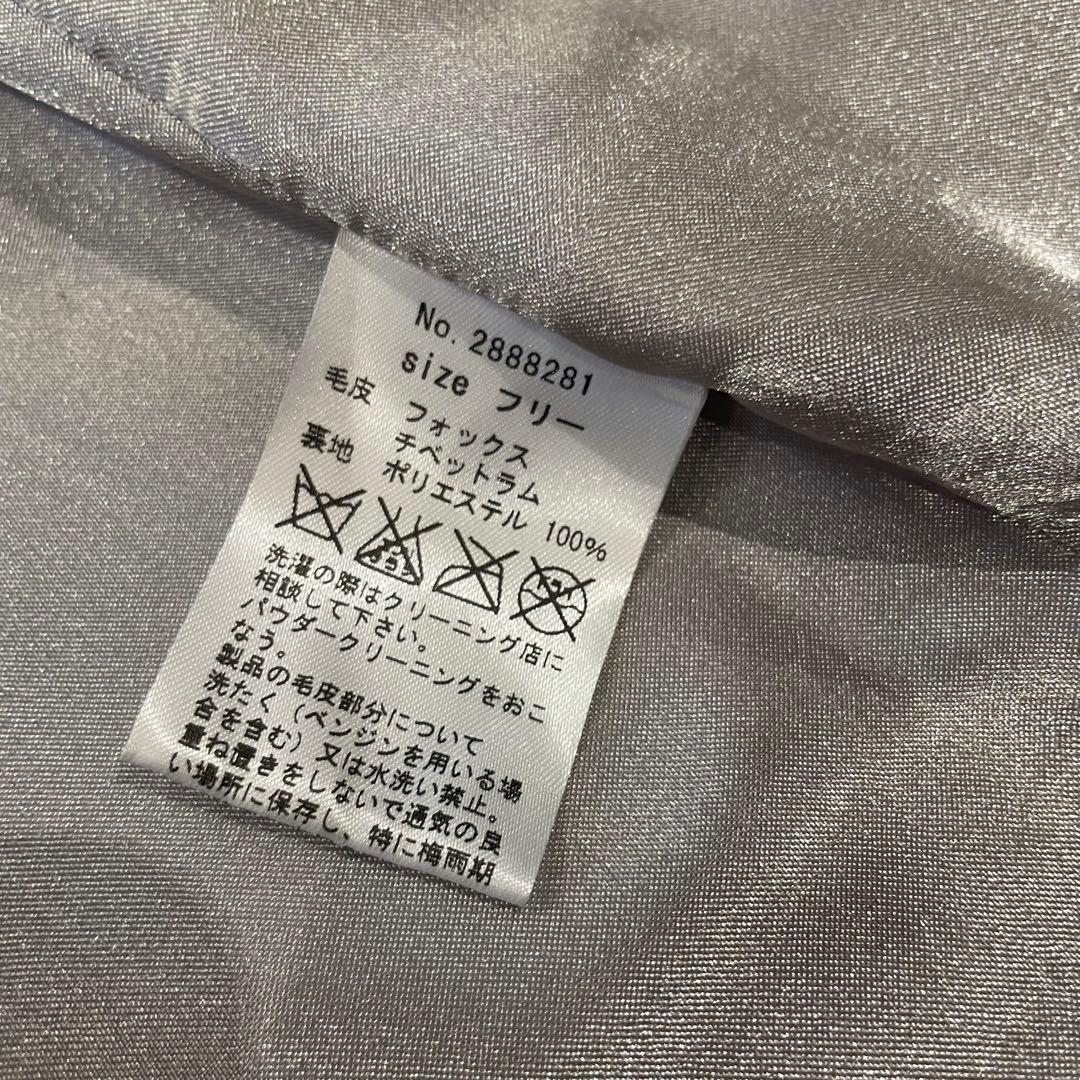 No.2888281
size フリー
毛皮 フォックス
チベットラム
裏地 ポリエステル 100%
洗濯の際はクリーニング店に
相談して下さい。
パウダークリーニングをおこ
なう。
製品の毛皮部分について
洗たく（ベンジンを用いる場
合を含む）又は水洗い禁止。
重ね置きをしないで通気の良
い場所に保存し、特に梅雨期